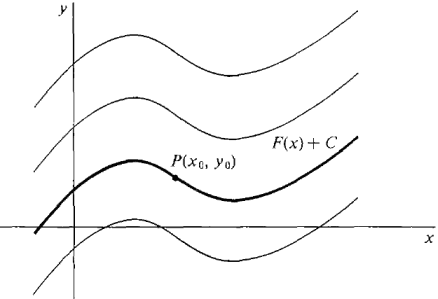 y
F(x) + C
P(x₀, y₀)
x